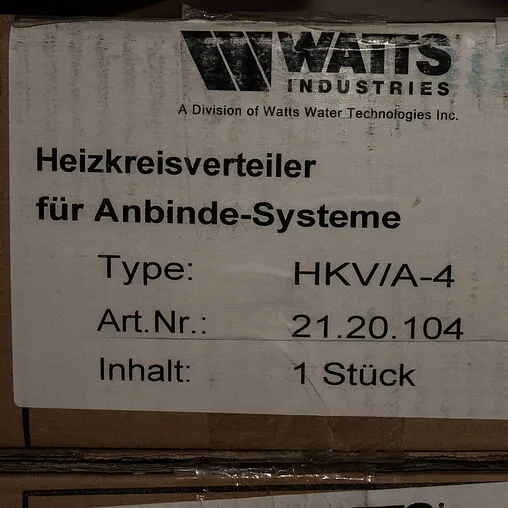 WATTS®
INDUSTRIES
A Division of Watts Water Technologies Inc.
Heizkreisverteiler
für Anbinde-Systeme
Type: HKV/A-4
Art.Nr.: 21.20.104
Inhalt: 1 Stück